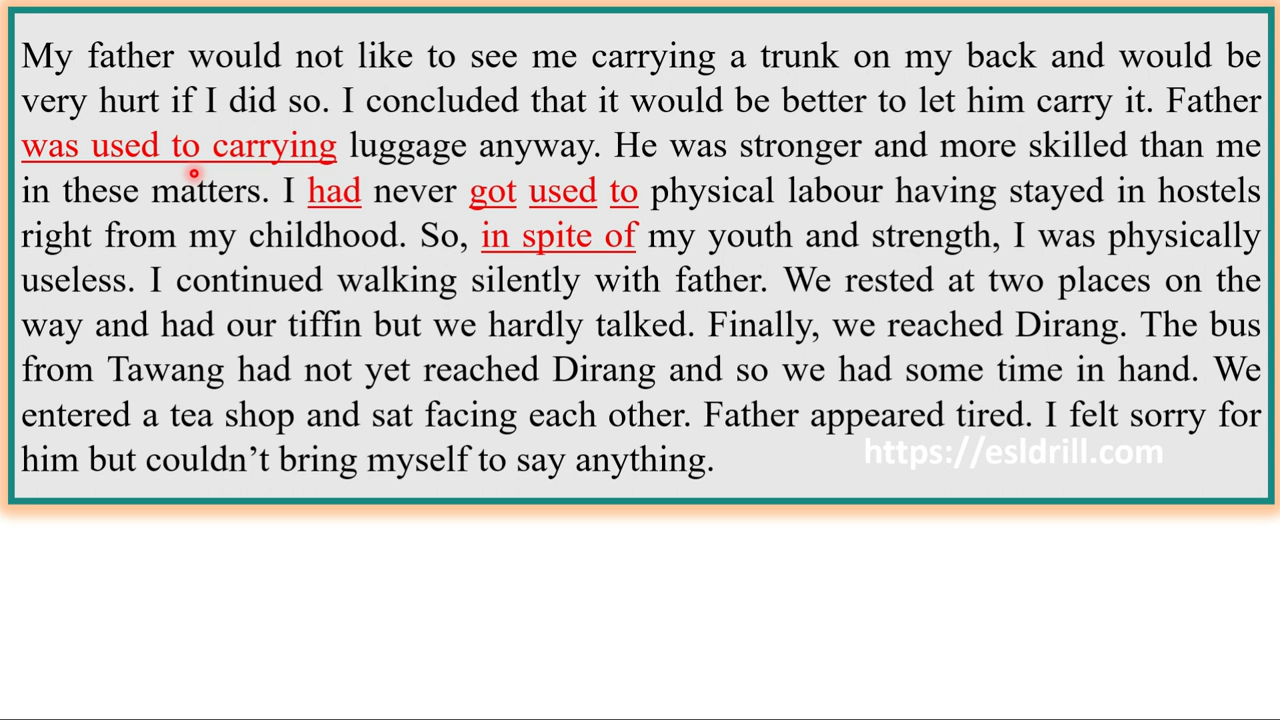 My father would not like to see me carrying a trunk on my back and would be
very hurt if I did so. I concluded that it would be better to let him carry it. Father
was used to carrying luggage anyway. He was stronger and more skilled than me
in these matters. I had never got used to physical labour having stayed in hostels
right from my childhood. So, in spite of my youth and strength, I was physically
useless. I continued walking silently with father. We rested at two places on the
way and had our tiffin but we hardly talked. Finally, we reached Dirang. The bus
from Tawang had not yet reached Dirang and so we had some time in hand. We
entered a tea shop and sat facing each other. Father appeared tired. I felt sorry for
him but couldn’t bring myself to say anything.
https://esldrill.com